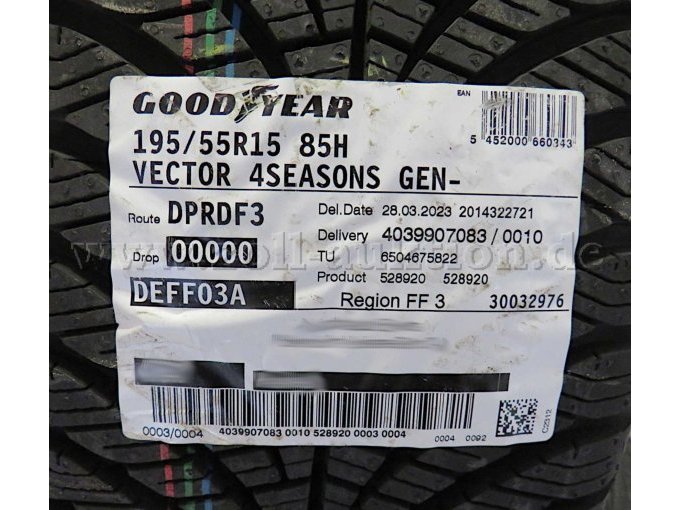 GOODYEAR
EAN
5 452000 660343
195/55R15 85H
VECTOR 4SEASONS GEN-
Route DPRDF3
Del.Date 28.03.2023 2014322721
Drop 00000
Delivery 4039907083 / 0010
TU 6504675822
Product 528920 528920
DEFF03A
Region FF 3 30032976
0003/0004
4039907083 0010 528920 0003 0004
0004 0092
C2312